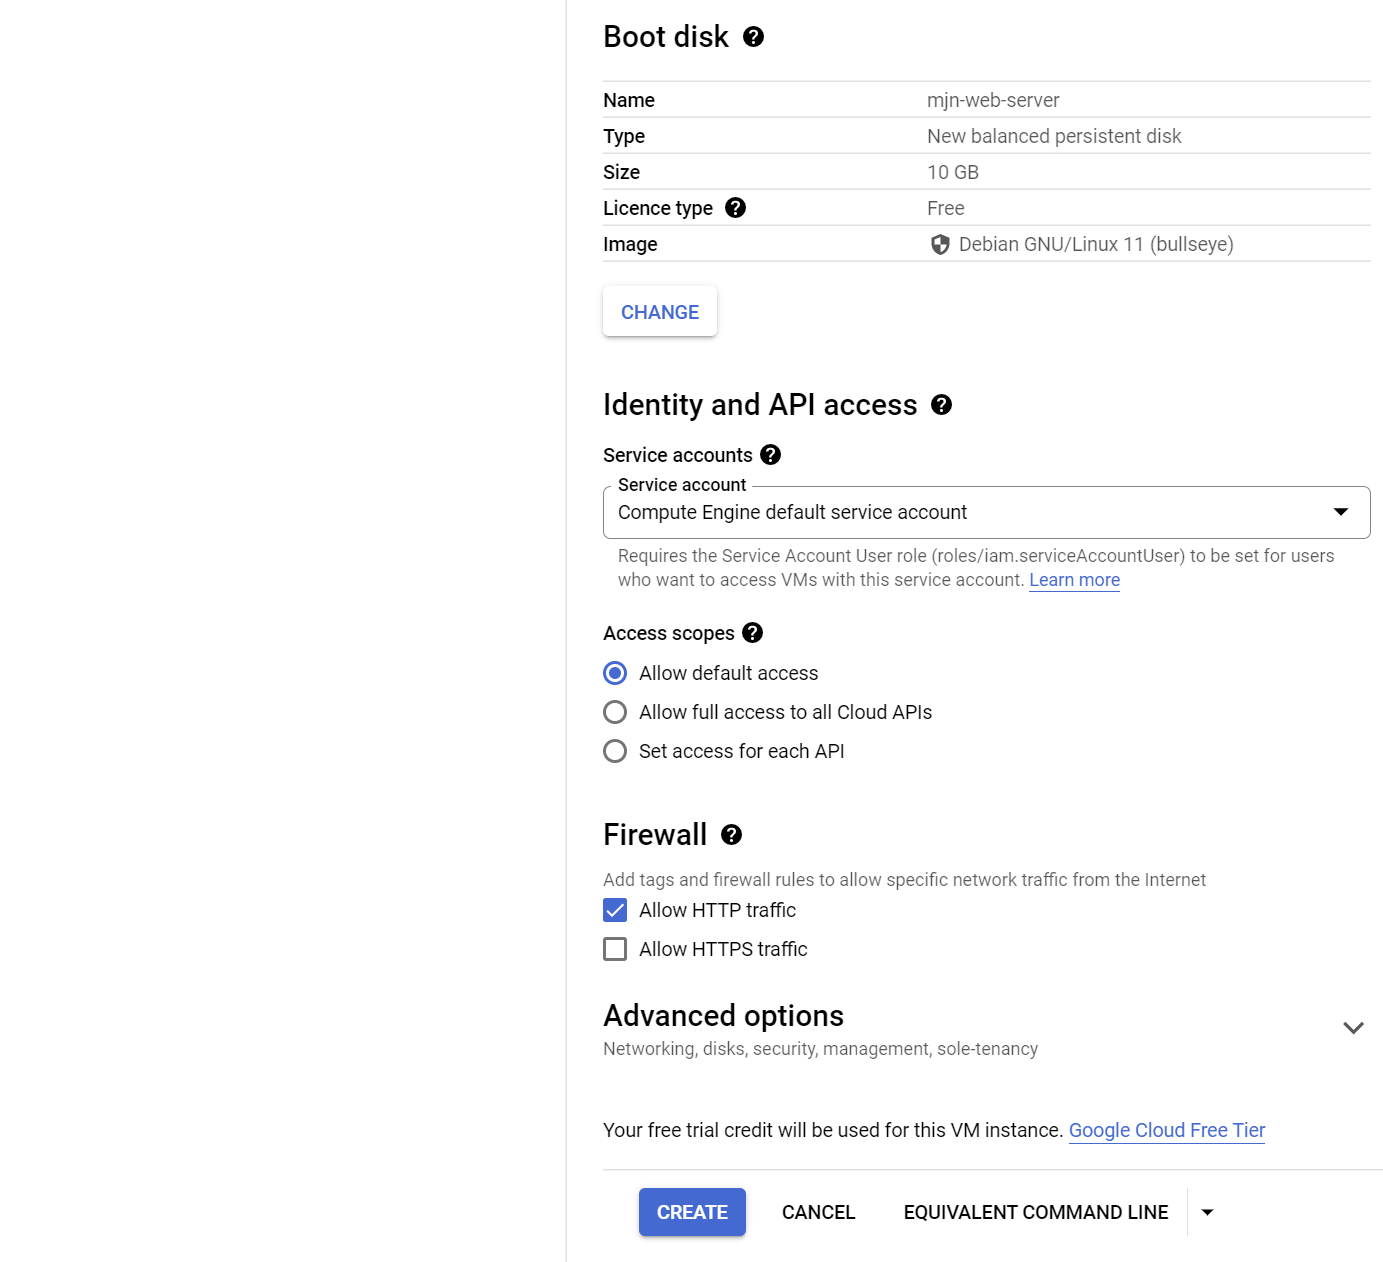 Boot disk
Name mjn-web-server
Type New balanced persistent disk
Size 10 GB
Licence type Free
Image Debian GNU/Linux 11 (bullseye)
CHANGE
Identity and API access
Service accounts
Service account
Compute Engine default service account
Requires the Service Account User role (roles/iam.serviceAccountUser) to be set for users
who want to access VMs with this service account. Learn more
Access scopes
Allow default access
Allow full access to all Cloud APIs
Set access for each API
Firewall
Add tags and firewall rules to allow specific network traffic from the Internet
Allow HTTP traffic
Allow HTTPS traffic
Advanced options
Networking, disks, security, management, sole-tenancy
Your free trial credit will be used for this VM instance. Google Cloud Free Tier
CREATE CANCEL EQUIVALENT COMMAND LINE